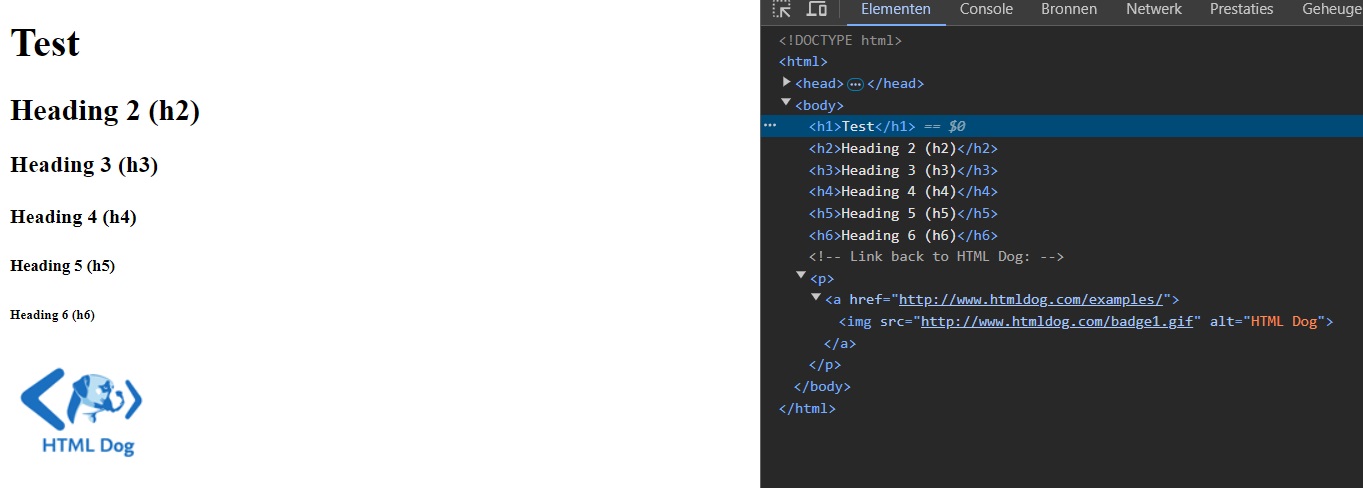 Test
Heading 2 (h2)
Heading 3 (h3)
Heading 4 (h4)
Heading 5 (h5)
Heading 6 (h6)
HTML Dog
Elementen Console Bronnen Netwerk Prestaties Geheuge
<!DOCTYPE html>
<html>
<head> ••• </head>
<body>
••• <h1>Test</h1> == $0
<h2>Heading 2 (h2)</h2>
<h3>Heading 3 (h3)</h3>
<h4>Heading 4 (h4)</h4>
<h5>Heading 5 (h5)</h5>
<h6>Heading 6 (h6)</h6>
<!-- Link back to HTML Dog: -->
<p>
<a href="http://www.htmldog.com/examples/">
<img src="http://www.htmldog.com/badge1.gif" alt="HTML Dog">
</a>
</p>
</body>
</html>